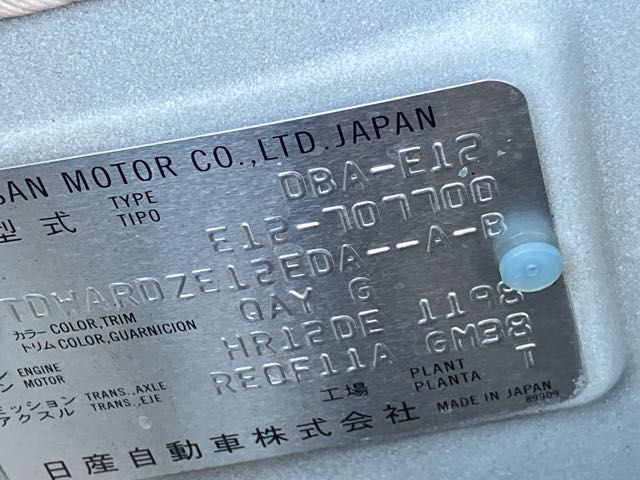 SAN MOTOR CO.,LTD.JAPAN
型式 TYPE TIPO DBA-E12
E12-707700
TDWARDZE12EDA--A-B
カラー COLOR,TRIM QAY G
トリム COLOR,GUARNICION
ENGINE MOTOR HR12DE 1198
ミッション TRANS.,AXLE RE0F11A GM38
アクスル TRANS.,EJE
工場 PLANT PLANTA T
日産自動車株式会社 MADE IN JAPAN
89909